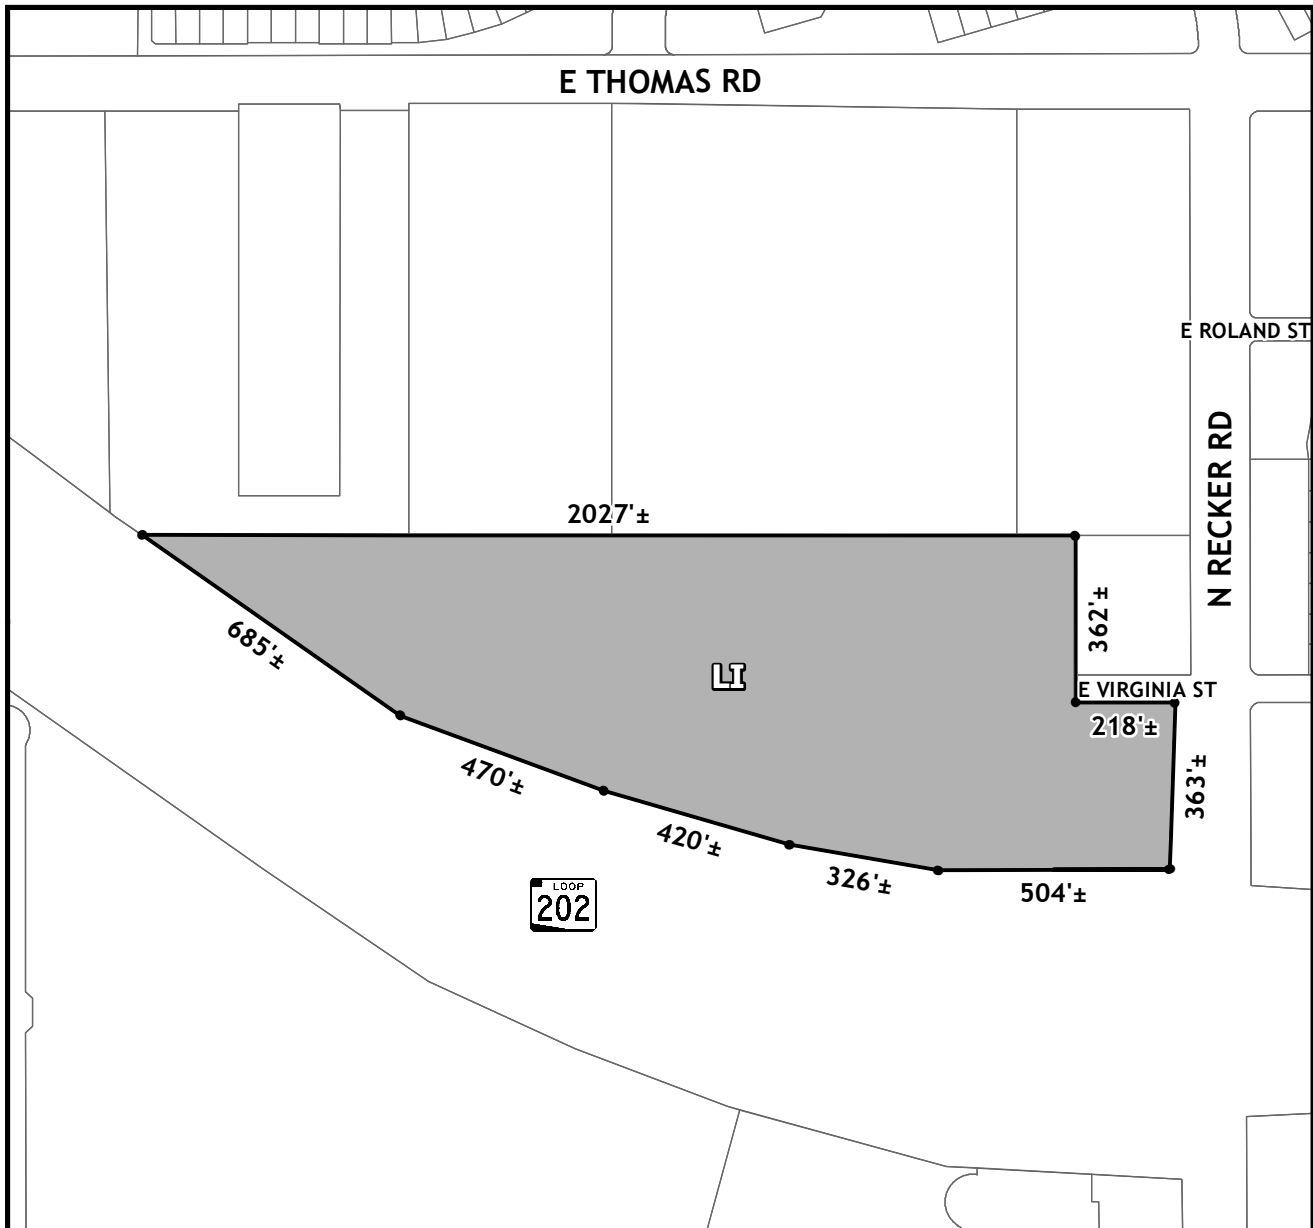 E THOMAS RD
E ROLAND ST
N RECKER RD
2027'±
362'±
685'±
LI
E VIRGINIA ST
218'±
363'±
470'±
420'±
326'±
504'±
LOOP
202